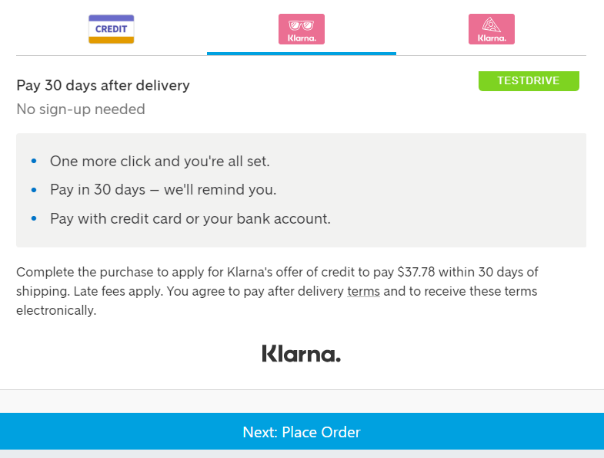 CREDIT
Klarna.
Klarna.
Pay 30 days after delivery
TESTDRIVE
No sign-up needed
• One more click and you're all set.
• Pay in 30 days – we'll remind you.
• Pay with credit card or your bank account.
Complete the purchase to apply for Klarna's offer of credit to pay $37.78 within 30 days of
shipping. Late fees apply. You agree to pay after delivery terms and to receive these terms
electronically.
Klarna.
Next: Place Order